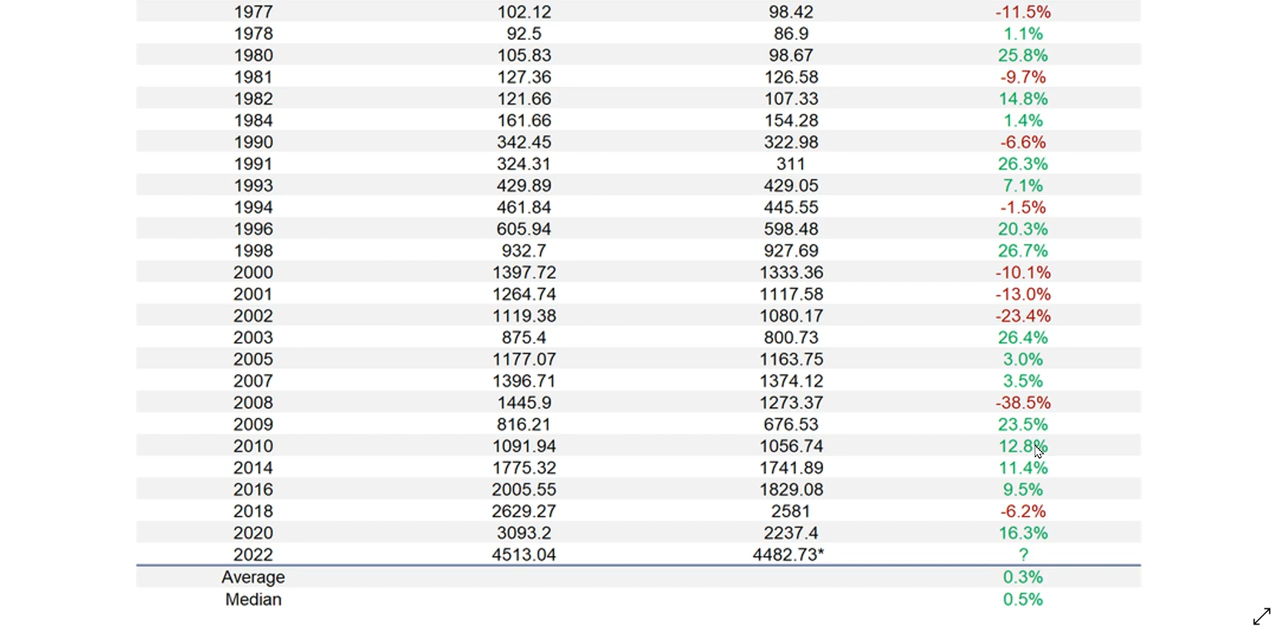 1977 102.12 98.42 -11.5%
1978 92.5 86.9 1.1%
1980 105.83 98.67 25.8%
1981 127.36 126.58 -9.7%
1982 121.66 107.33 14.8%
1984 161.66 154.28 1.4%
1990 342.45 322.98 -6.6%
1991 324.31 311 26.3%
1993 429.89 429.05 7.1%
1994 461.84 445.55 -1.5%
1996 605.94 598.48 20.3%
1998 932.7 927.69 26.7%
2000 1397.72 1333.36 -10.1%
2001 1264.74 1117.58 -13.0%
2002 1119.38 1080.17 -23.4%
2003 875.4 800.73 26.4%
2005 1177.07 1163.75 3.0%
2007 1396.71 1374.12 3.5%
2008 1445.9 1273.37 -38.5%
2009 816.21 676.53 23.5%
2010 1091.94 1056.74 12.8%
2014 1775.32 1741.89 11.4%
2016 2005.55 1829.08 9.5%
2018 2629.27 2581 -6.2%
2020 3093.2 2237.4 16.3%
2022 4513.04 4482.73* ?
Average 0.3%
Median 0.5%